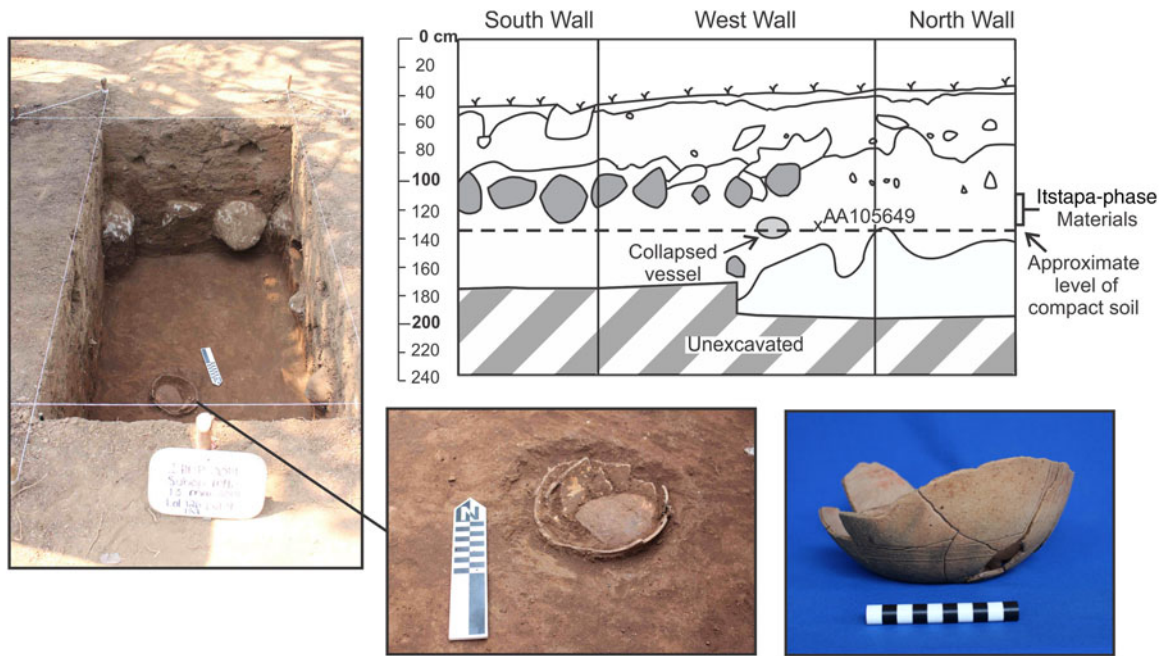 South Wall
West Wall
North Wall
0 cm
20
40
60
80
100
120
140
160
180
200
220
240
AA105649
Collapsed
vessel
Unexcavated
Itstapa-phase
Materials
Approximate
level of
compact soil
N